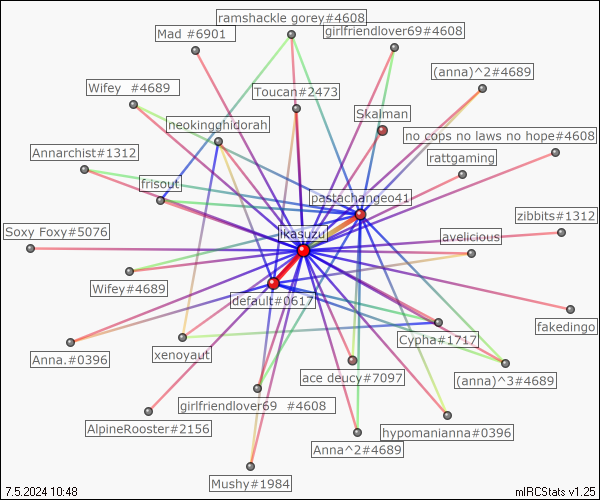 ramshackle gorey#4608
Mad #6901
girlfriendlover69#4608
(anna)^2#4689
Wifey  #4689
Toucan#2473
Skalman
neokingghidorah
no cops no laws no hope#4608
Annarchist#1312
rattgaming
frisout
pastachangeo41
zibbits#1312
Soxy Foxy#5076
ikasuzu
avelicious
Wifey#4689
default#0617
fakedingo
Cypha#1717
Anna.#0396
xenoyaut
ace deucy#7097
(anna)^3#4689
girlfriendlover69  #4608
AlpineRooster#2156
hypomanianna#0396
Anna^2#4689
Mushy#1984
7.5.2024 10:48
mIRCStats v1.25